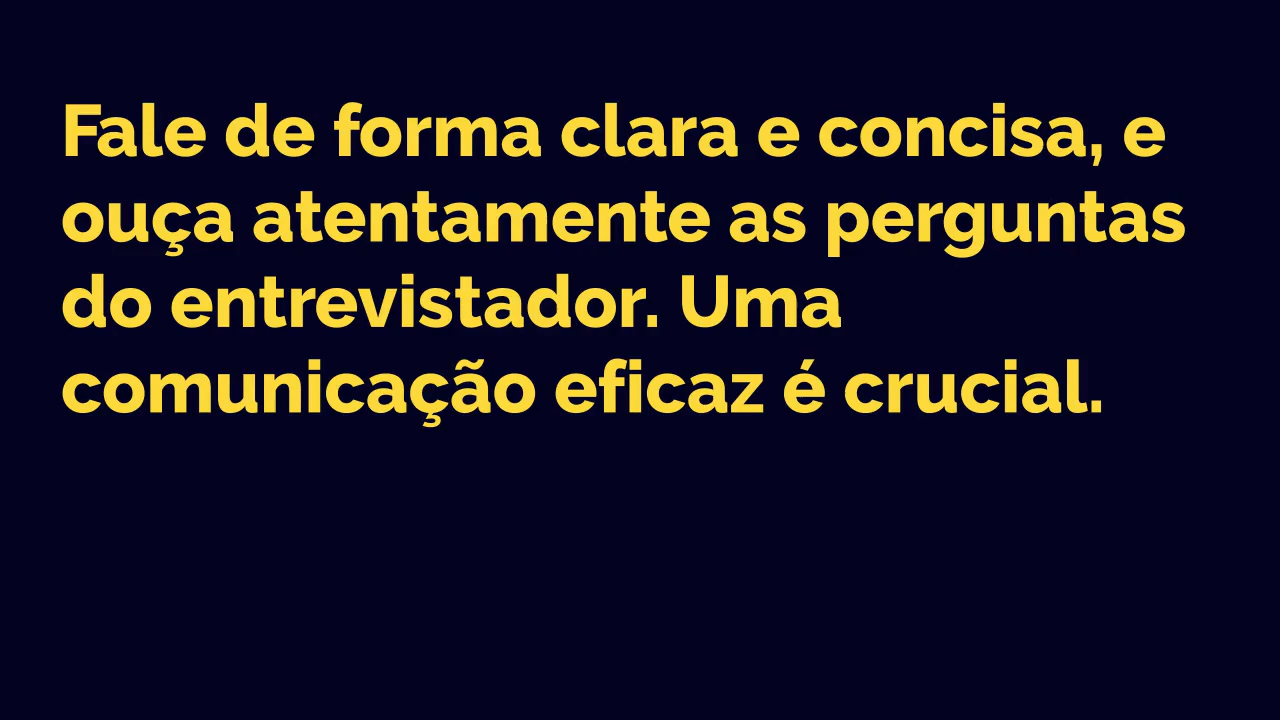 Fale de forma clara e concisa, e
ouça atentamente as perguntas
do entrevistador. Uma
comunicação eficaz é crucial.